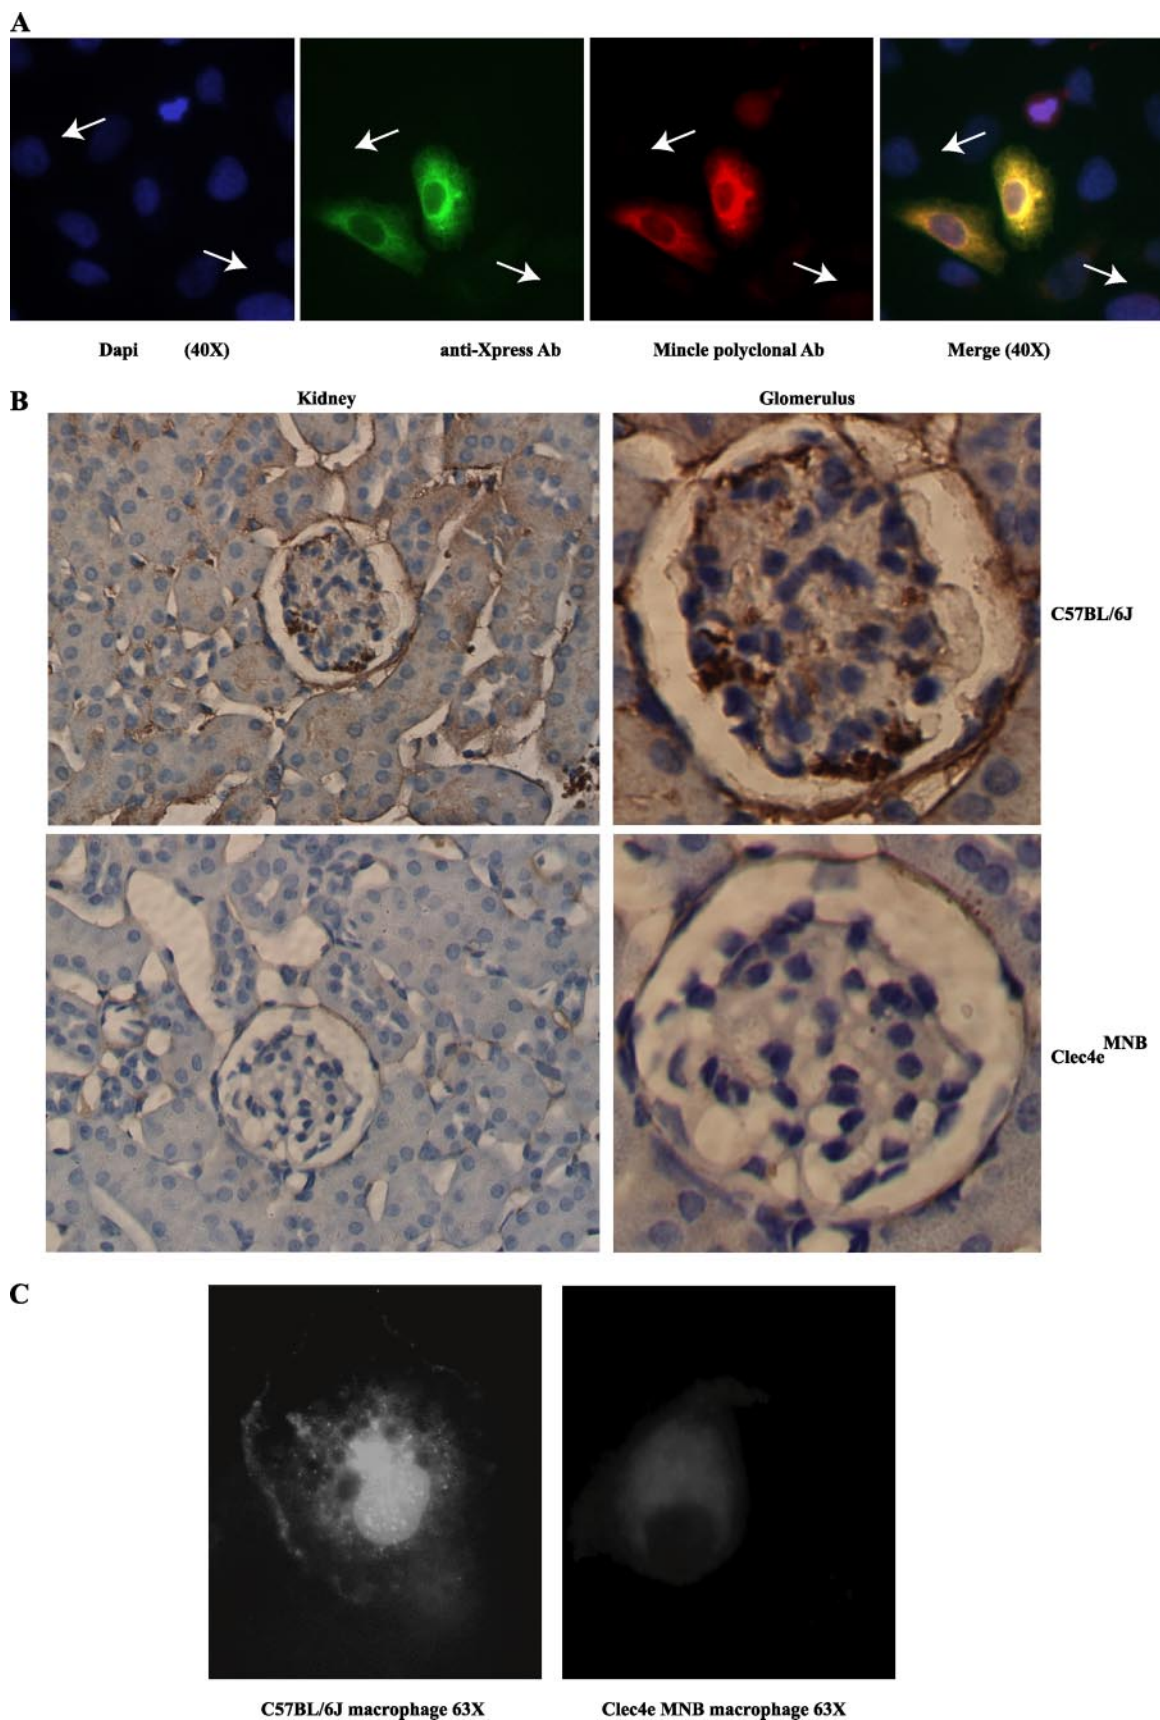 A
Dapi (40X)
anti-Xpress Ab
Mincle polyclonal Ab
Merge (40X)
B
Kidney
Glomerulus
C57BL/6J
Clec4e MNB
C
C57BL/6J macrophage 63X
Clec4e MNB macrophage 63X